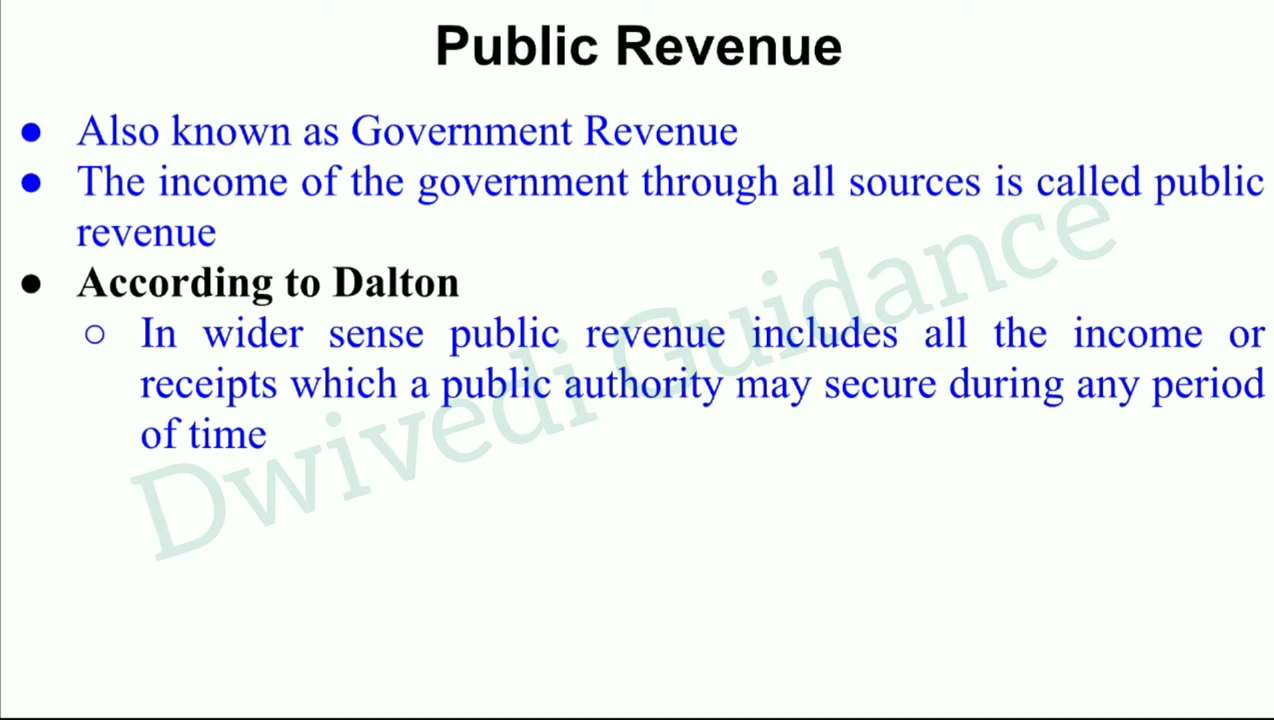 Public Revenue
● Also known as Government Revenue
● The income of the government through all sources is called public
revenue
● According to Dalton
○ In wider sense public revenue includes all the income or
receipts which a public authority may secure during any period
of time
Dwivedi Guidance